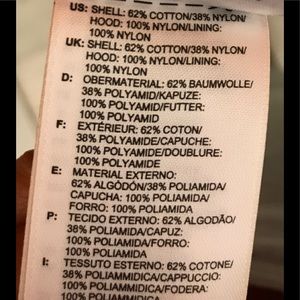 US: SHELL: 62% COTTON/38% NYLON/
HOOD: 100% NYLON/LINING:
100% NYLON
UK: SHELL: 62% COTTON/38% NYLON/
HOOD: 100% NYLON/LINING:
100% NYLON
D: OBERMATERIAL: 62% BAUMWOLLE/
38% POLYAMID/KAPUZE:
100% POLYAMID/FUTTER:
100% POLYAMID
F: EXTÉRIEUR: 62% COTON/
38% POLYAMIDE/CAPUCHE:
100% POLYAMIDE/DOUBLURE:
100% POLYAMIDE
E: MATERIAL EXTERNO:
62% ALGÓDÓN/38% POLIAMIDA/
CAPUCHA: 100% POLIAMIDA/
FORRO: 100% POLIAMIDA
P: TECIDO EXTERNO: 62% ALGODÃO/
38% POLIAMIDA/CAPUZ:
100% POLIAMIDA/FORRO:
100% POLIAMIDA
I: TESSUTO ESTERNO: 62% COTONE/
38% POLIAMMIDICA/CAPPUCCIO:
100% POLIAMMIDICA/FODERA:
100% POLIAMMIDICA